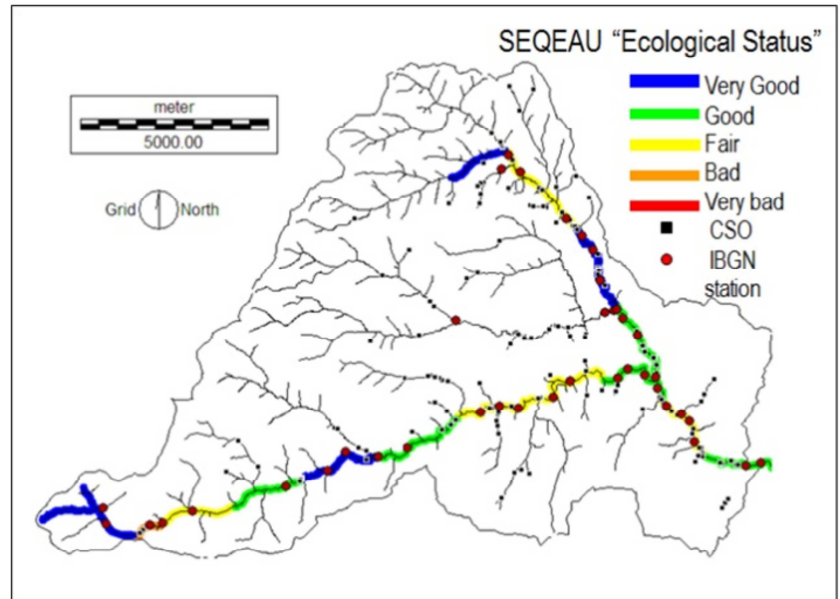 SEQEAU “Ecological Status”
meter
5000.00
Grid North
Very Good
Good
Fair
Bad
Very bad
CSO
IBGN
station